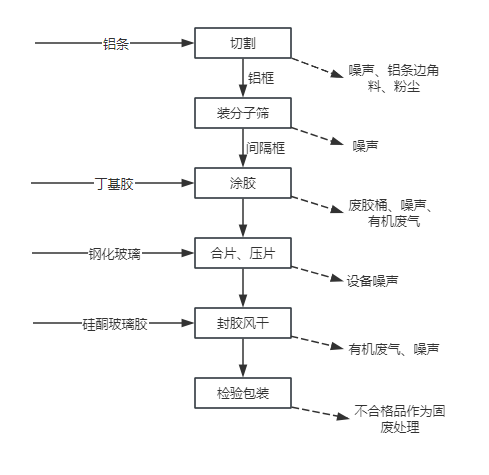 铝条
切割
噪声、铝条边角
料、粉尘
铝框
装分子筛
噪声
间隔框
丁基胶
涂胶
废胶桶、噪声、
有机废气
钢化玻璃
合片、压片
设备噪声
硅酮玻璃胶
封胶风干
有机废气、噪声
检验包装
不合格品作为固
废处理